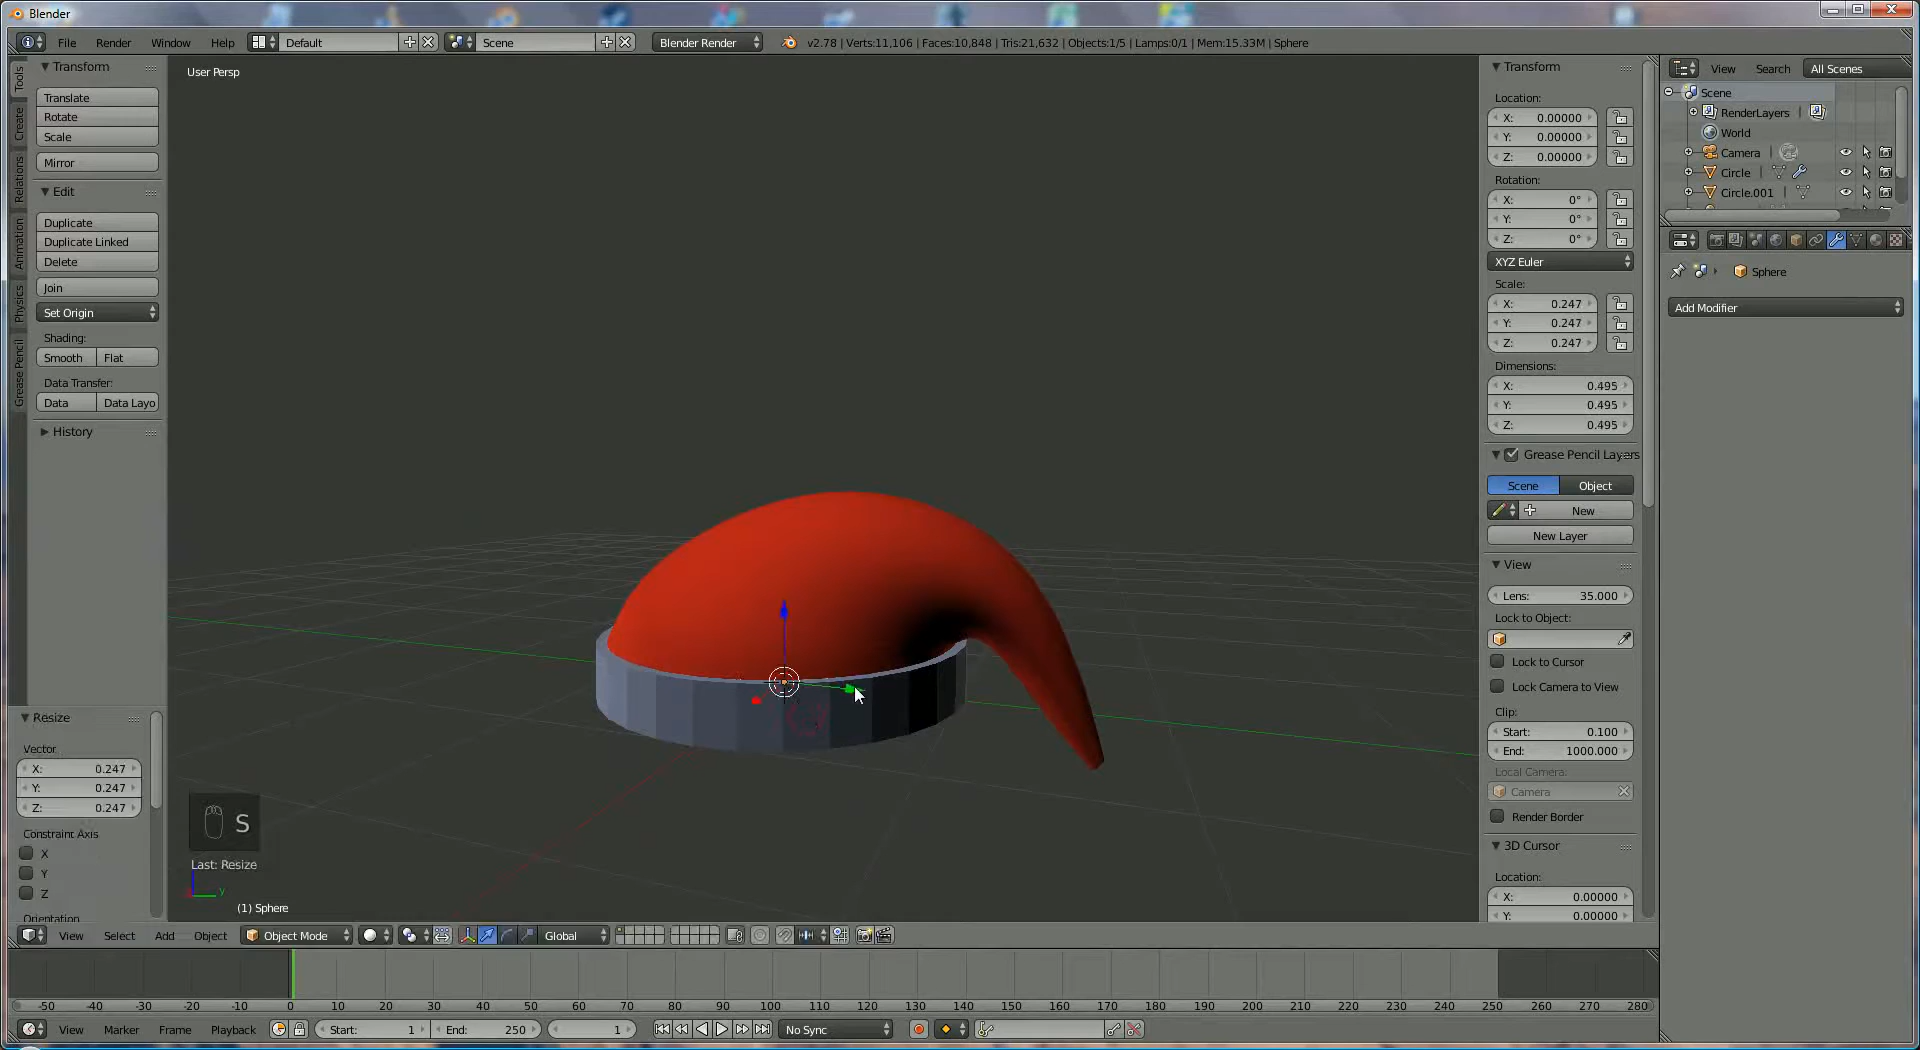 Blender
File Render Window Help Default Scene Blender Render v2.78 | Verts:11,106 | Faces:10,848 | Tris:21,632 | Objects:1/5 | Lamps:0/1 | Mem:15.33M | Sphere
Tools
Create
Relations
Animation
Physics
Grease Pencil
Transform
Translate
Rotate
Scale
Mirror
Edit
Duplicate
Duplicate Linked
Delete
Join
Set Origin
Shading:
Smooth Flat
Data Transfer:
Data Data Layo
History
Resize
Vector
X: 0.247
Y: 0.247
Z: 0.247
Constraint Axis
X
Y
Z
Orientation
User Persp
S
Last: Resize
y
(1) Sphere
Transform
Location:
X: 0.00000
Y: 0.00000
Z: 0.00000
Rotation:
X: 0°
Y: 0°
Z: 0°
XYZ Euler
Scale:
X: 0.247
Y: 0.247
Z: 0.247
Dimensions:
X: 0.495
Y: 0.495
Z: 0.495
Grease Pencil Layers
Scene Object
New
New Layer
View
Lens: 35.000
Lock to Object:
Lock to Cursor
Lock Camera to View
Clip:
Start: 0.100
End: 1000.000
Local Camera:
Camera
Render Border
3D Cursor
Location:
X: 0.00000
Y: 0.00000
View Search All Scenes
Scene
RenderLayers
World
Camera
Circle
Circle.001
Sphere
Add Modifier
View Select Add Object Object Mode Global
-50 -40 -30 -20 -10 0 10 20 30 40 50 60 70 80 90 100 110 120 130 140 150 160 170 180 190 200 210 220 230 240 250 260 270 280
View Marker Frame Playback Start: 1 End: 250 1 No Sync